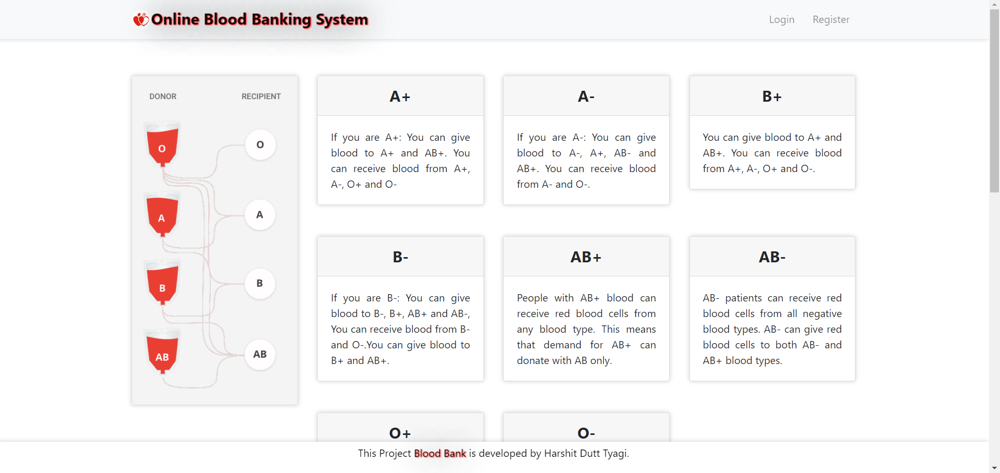 Online Blood Banking System
Login
Register
DONOR
RECIPIENT
O
O
A
A
B
B
AB
AB
A+
If you are A+: You can give
blood to A+ and AB+. You
can receive blood from A+,
A-, O+ and O-
A-
If you are A-: You can give
blood to A-, A+, AB- and
AB+. You can receive blood
from A- and O-.
B+
You can give blood to A+ and
AB+. You can receive blood
from A+, A-, O+ and O-.
B-
If you are B-: You can give
blood to B-, B+, AB+ and AB-,
You can receive blood from B-
and O-.You can give blood to
B+ and AB+.
AB+
People with AB+ blood can
receive red blood cells from
any blood type. This means
that demand for AB+ can
donate with AB only.
AB-
AB- patients can receive red
blood cells from all negative
blood types. AB- can give red
blood cells to both AB- and
AB+ blood types.
O+
O-
This Project Blood Bank is developed by Harshit Dutt Tyagi.